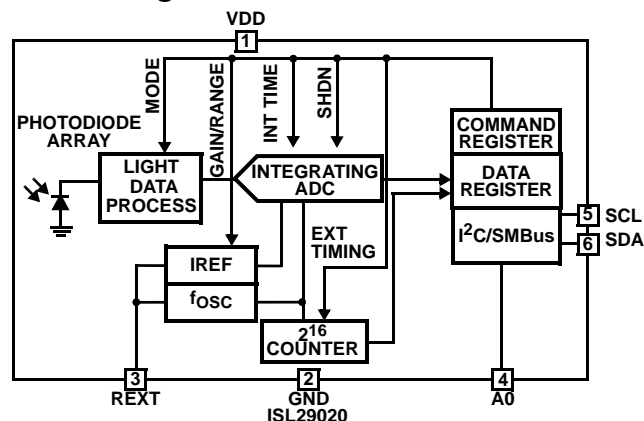 VDD
1
MODE
GAIN/RANGE
INT TIME
SHDN
COMMAND
REGISTER
PHOTODIODE
ARRAY
LIGHT
DATA
PROCESS
INTEGRATING
ADC
DATA
REGISTER
I²C/SMBus
5 SCL
6 SDA
EXT
TIMING
IREF
fOSC
2¹⁶
COUNTER
3
REXT
2
GND
ISL29020
4
A0